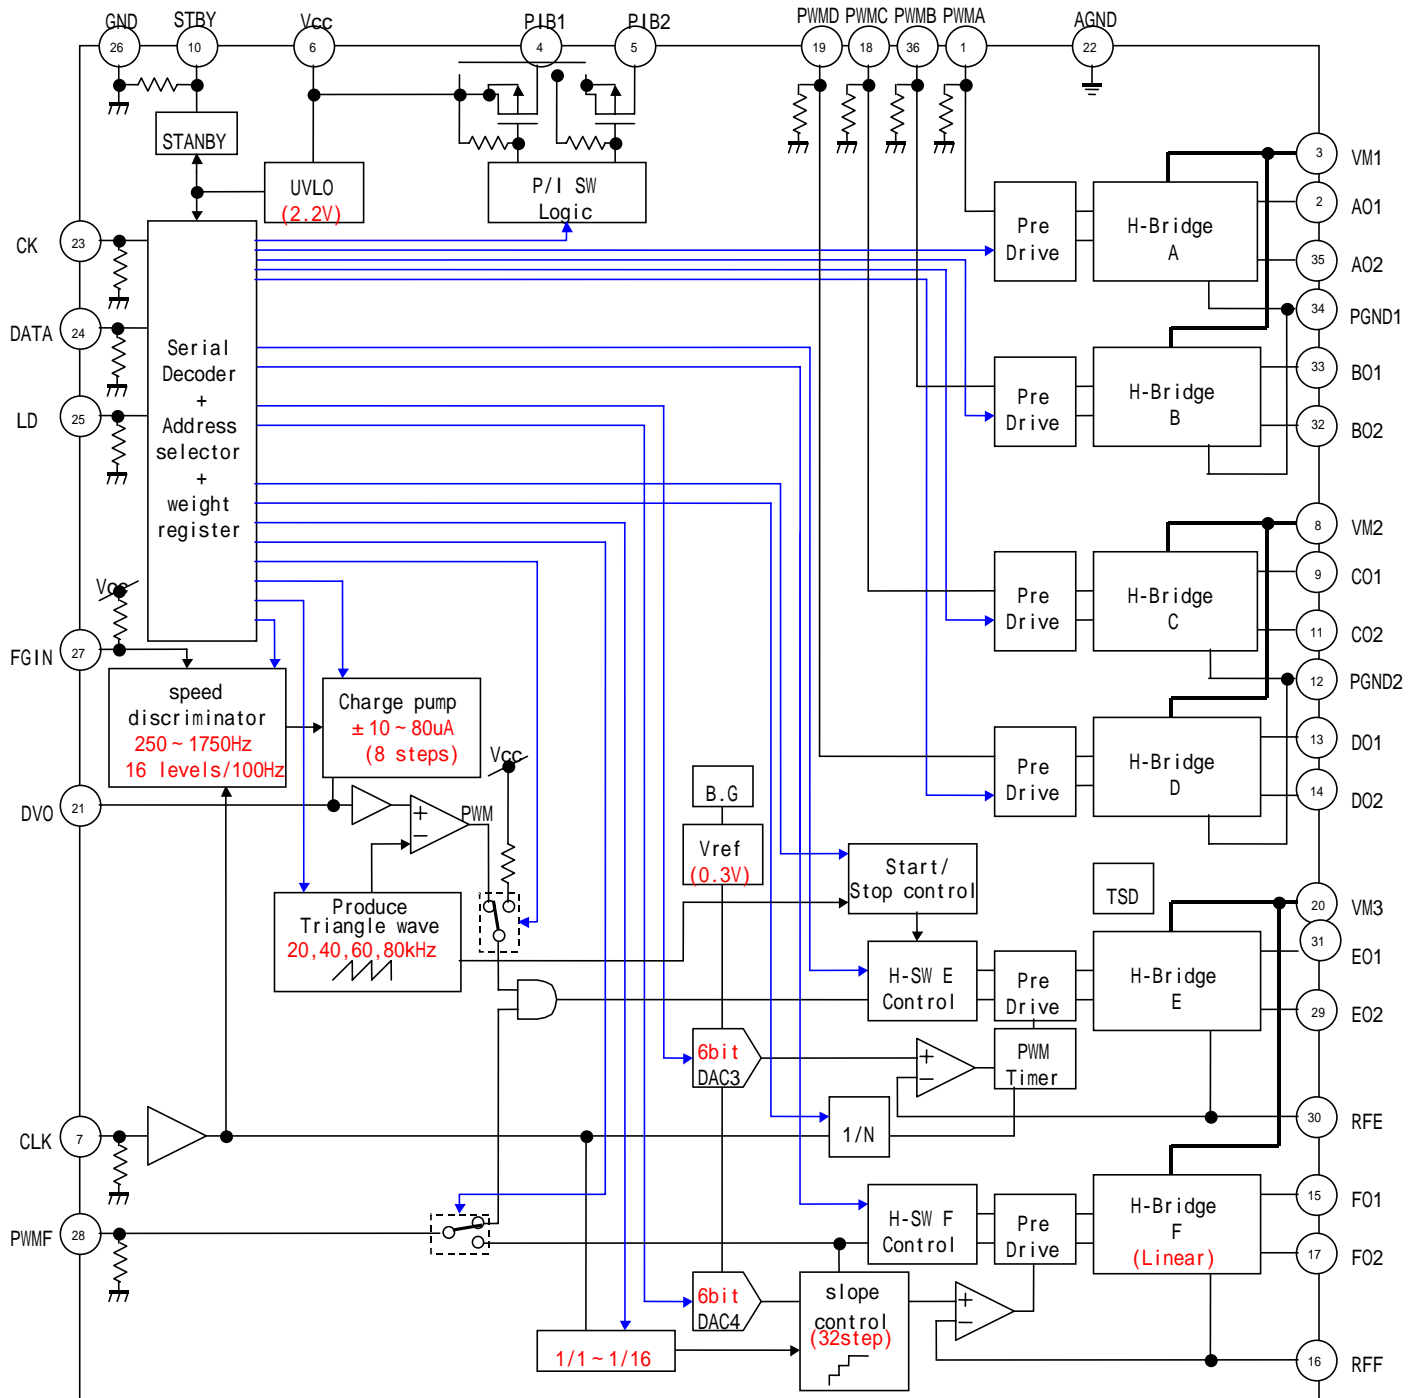 GND STBY Vcc PIB1 PIB2 PWMD PWMC PWMB PWMA AGND
26 10 6 4 5 19 18 36 1 22
STANBY
UVLO
(2.2V)
P/I SW
Logic
CK 23
DATA 24
LD 25
Serial
Decoder
+
Address
selector
+
weight
register
Pre
Drive
H-Bridge
A
3 VM1
2 AO1
35 AO2
34 PGND1
Pre
Drive
H-Bridge
B
33 BO1
32 BO2
8 VM2
Pre
Drive
H-Bridge
C
9 CO1
11 CO2
12 PGND2
Pre
Drive
H-Bridge
D
13 DO1
14 DO2
Vcc
FGIN 27
speed
discriminator
250~1750Hz
16 levels/100Hz
Charge pump
±10~80uA
(8 steps)
Vcc
DVO 21
+
−
PWM
B.G
Vref
(0.3V)
Produce
Triangle wave
20,40,60,80kHz
Start/
Stop control
TSD
20 VM3
H-SW E
Control
Pre
Drive
H-Bridge
E
31 EO1
29 EO2
6bit
DAC3
+
−
PWM
Timer
CLK 7
1/N
30 RFE
PWMF 28
H-SW F
Control
Pre
Drive
H-Bridge
F
(Linear)
15 FO1
17 FO2
6bit
DAC4
slope
control
(32step)
+
−
1/1~1/16
16 RFF